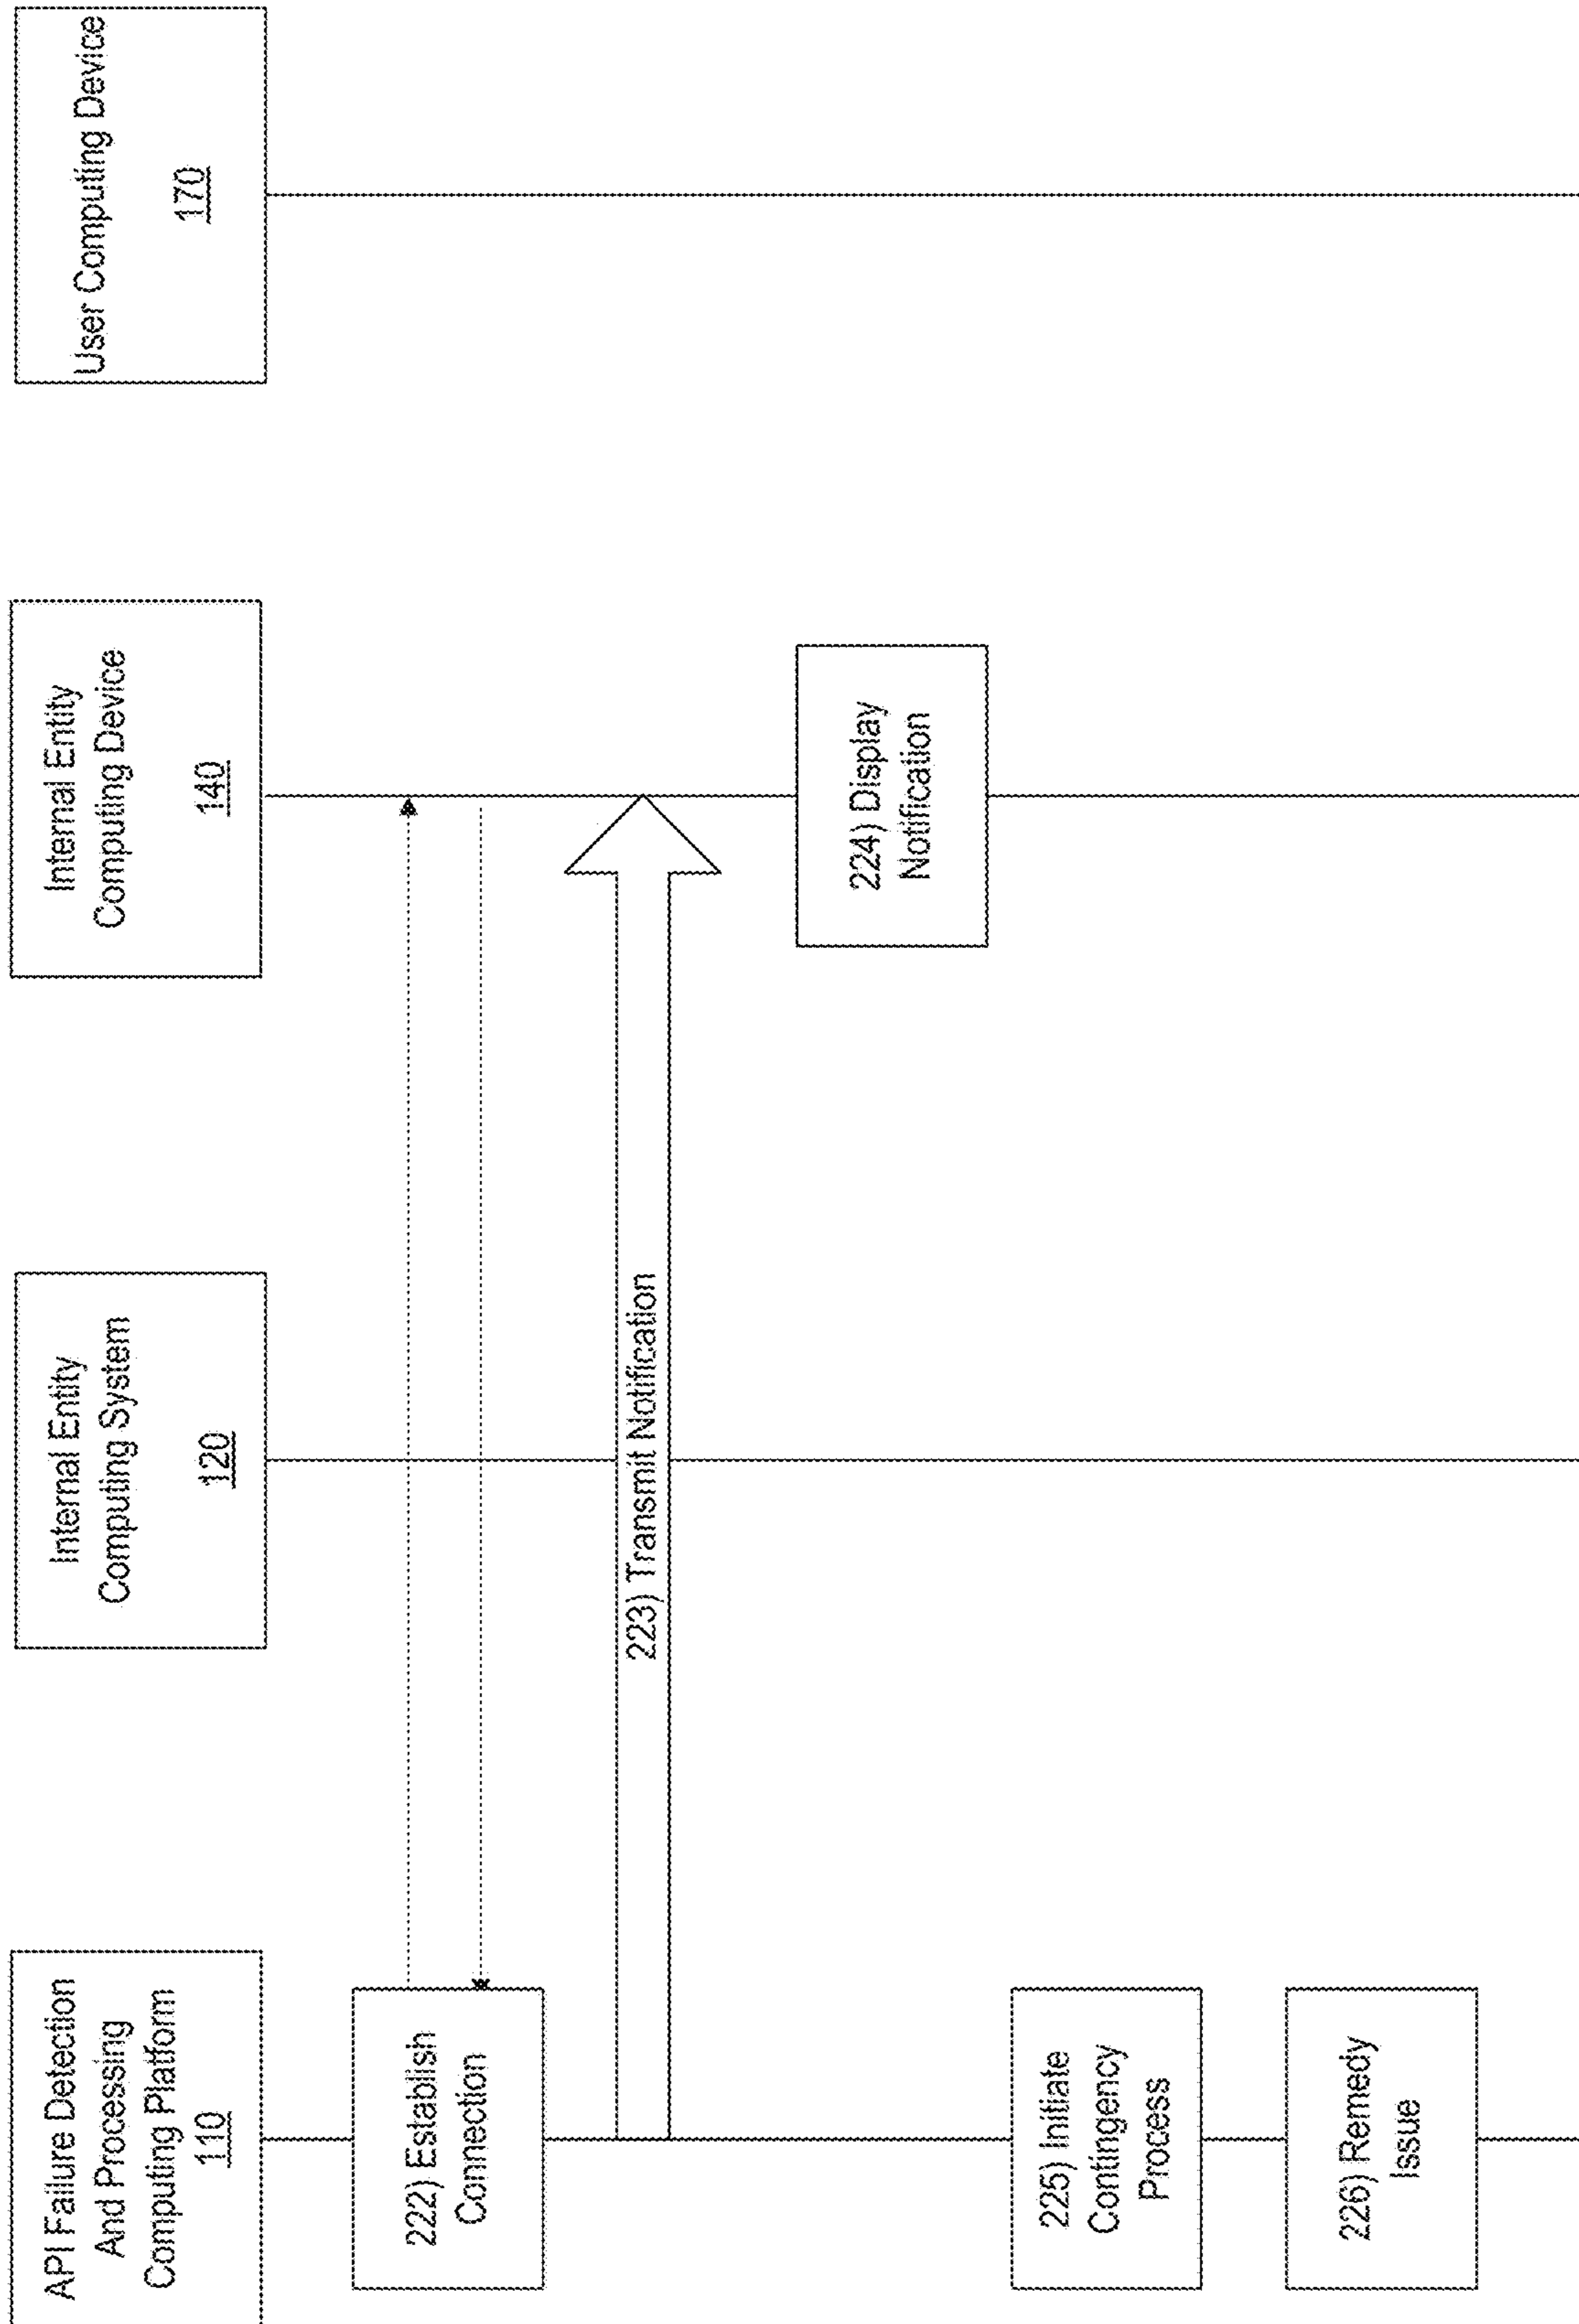 API Failure Detection
And Processing
Computing Platform
110
Internal Entity
Computing System
120
Internal Entity
Computing Device
140
User Computing Device
170
222) Establish
Connection
223) Transmit Notification
224) Display
Notification
225) Initiate
Contingency
Process
226) Remedy
Issue